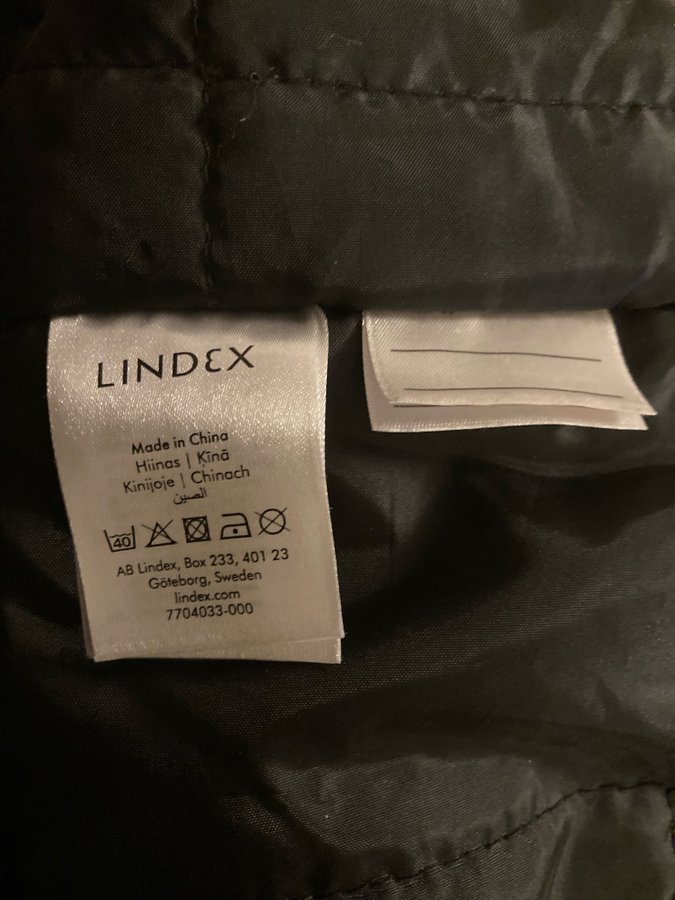 LINDEX
Made in China
Hiinas | Ķīnā
Kinijoje | Chinach
الصين
40
AB Lindex, Box 233, 401 23
Göteborg, Sweden
lindex.com
7704033-000